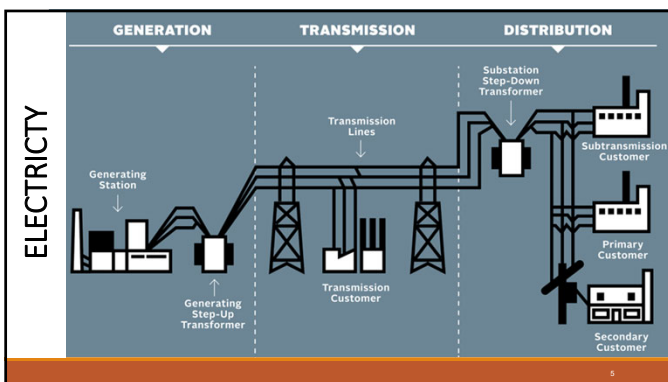 ELECTRICTY
GENERATION
TRANSMISSION
DISTRIBUTION
Generating
Station
Generating
Step-Up
Transformer
Transmission
Lines
Transmission
Customer
Substation
Step-Down
Transformer
Subtransmission
Customer
Primary
Customer
Secondary
Customer
5